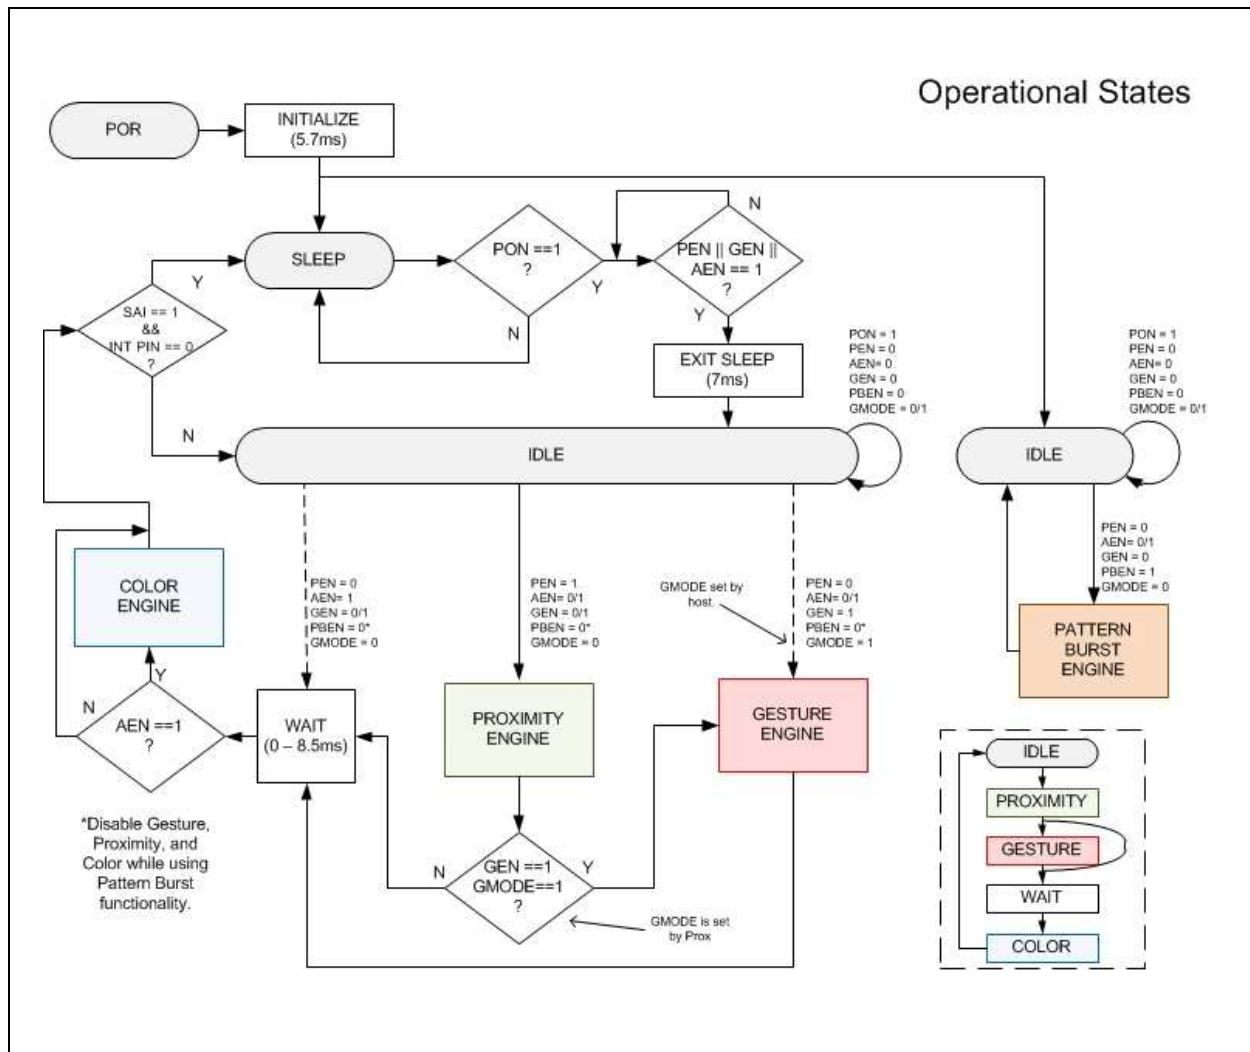 Operational States
POR
INITIALIZE
(5.7ms)
SLEEP
PON ==1
?
Y
N
N
PEN || GEN ||
AEN == 1
?
Y
SAI == 1
&&
INT PIN == 0
?
Y
N
EXIT SLEEP
(7ms)
PON = 1
PEN = 0
AEN= 0
GEN = 0
PBEN = 0
GMODE = 0/1
PON = 1
PEN = 0
AEN= 0
GEN = 0
PBEN = 0
GMODE = 0/1
IDLE
IDLE
COLOR
ENGINE
PEN = 0
AEN= 1
GEN = 0/1
PBEN = 0*
GMODE = 0
PEN = 1
AEN= 0/1
GEN = 0/1
PBEN = 0*
GMODE = 0
GMODE set by
host.
PEN = 0
AEN= 0/1
GEN = 1
PBEN = 0*
GMODE = 1
PEN = 0
AEN= 0/1
GEN = 0
PBEN = 1
GMODE = 0
PATTERN
BURST
ENGINE
Y
N
AEN ==1
?
WAIT
(0 – 8.5ms)
PROXIMITY
ENGINE
GESTURE
ENGINE
*Disable Gesture,
Proximity, and
Color while using
Pattern Burst
functionality.
N
GEN ==1
GMODE==1
?
Y
GMODE is set
by Prox
IDLE
PROXIMITY
GESTURE
WAIT
COLOR